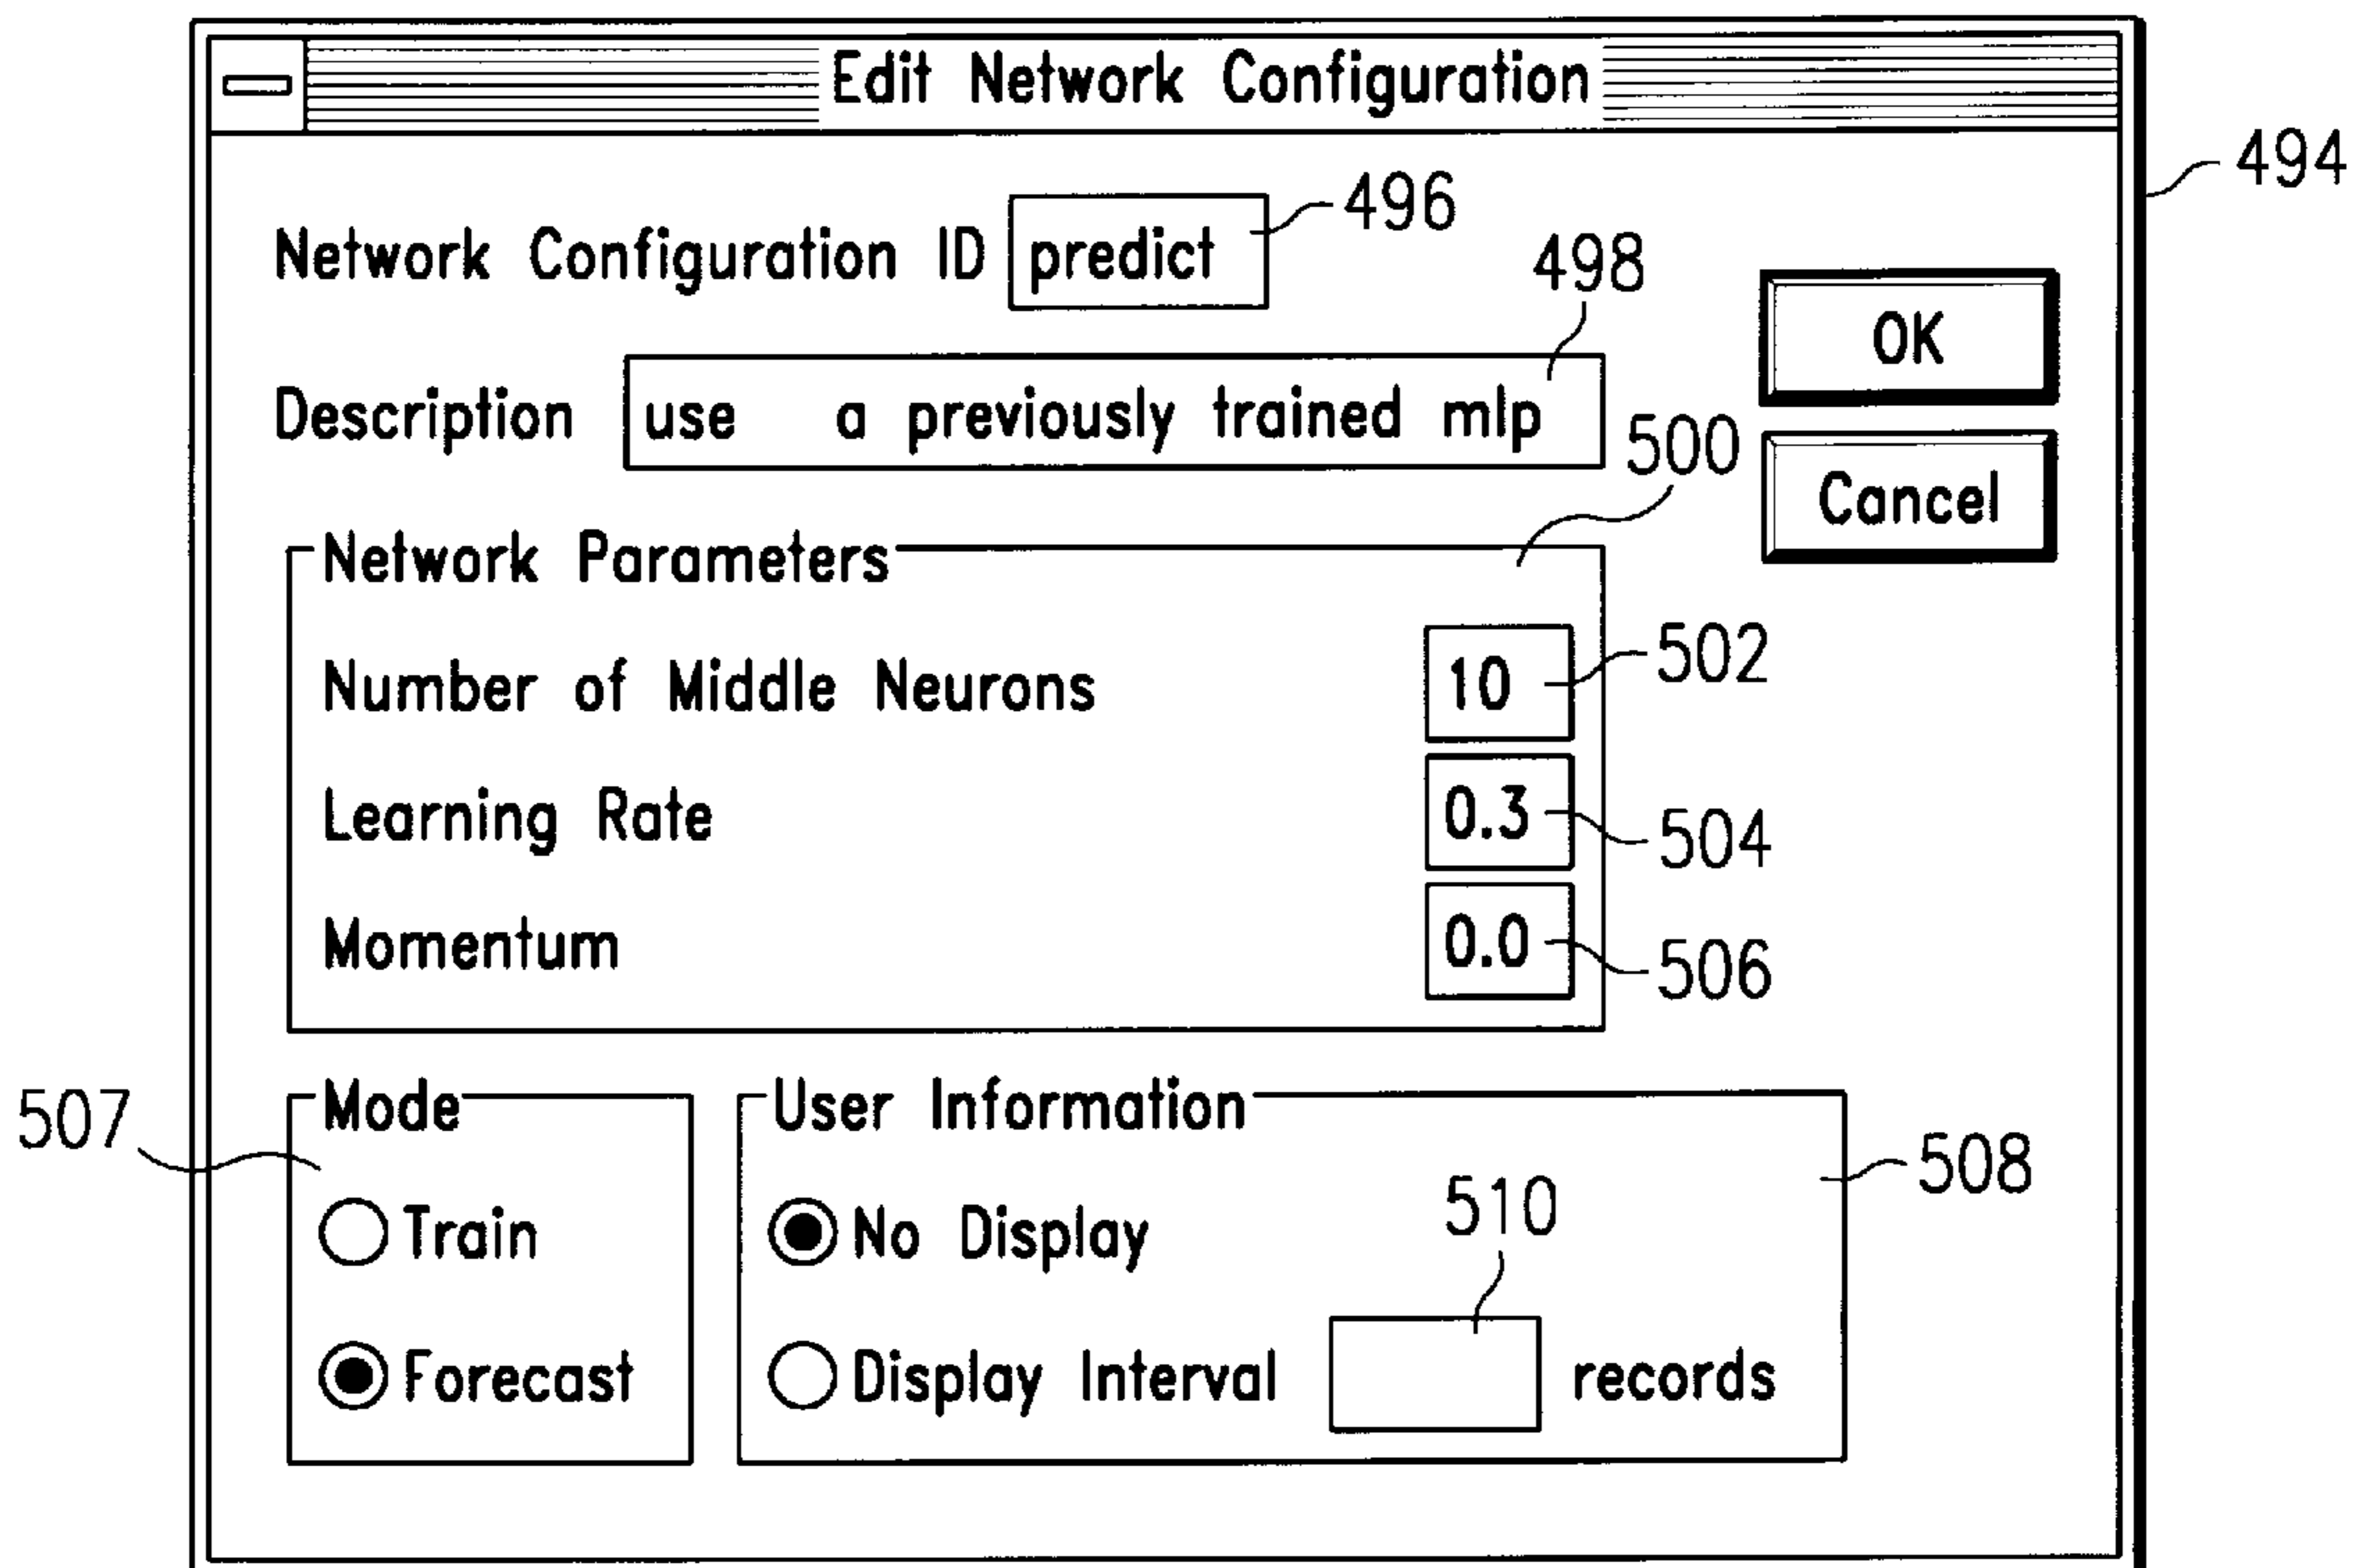 Edit Network Configuration
494
Network Configuration ID predict 496
498
Description use a previously trained mlp
OK
500
Cancel
Network Parameters
Number of Middle Neurons 10 502
Learning Rate 0.3 504
Momentum 0.0 506
507 Mode User Information
508
510
Train No Display
Forecast Display Interval records